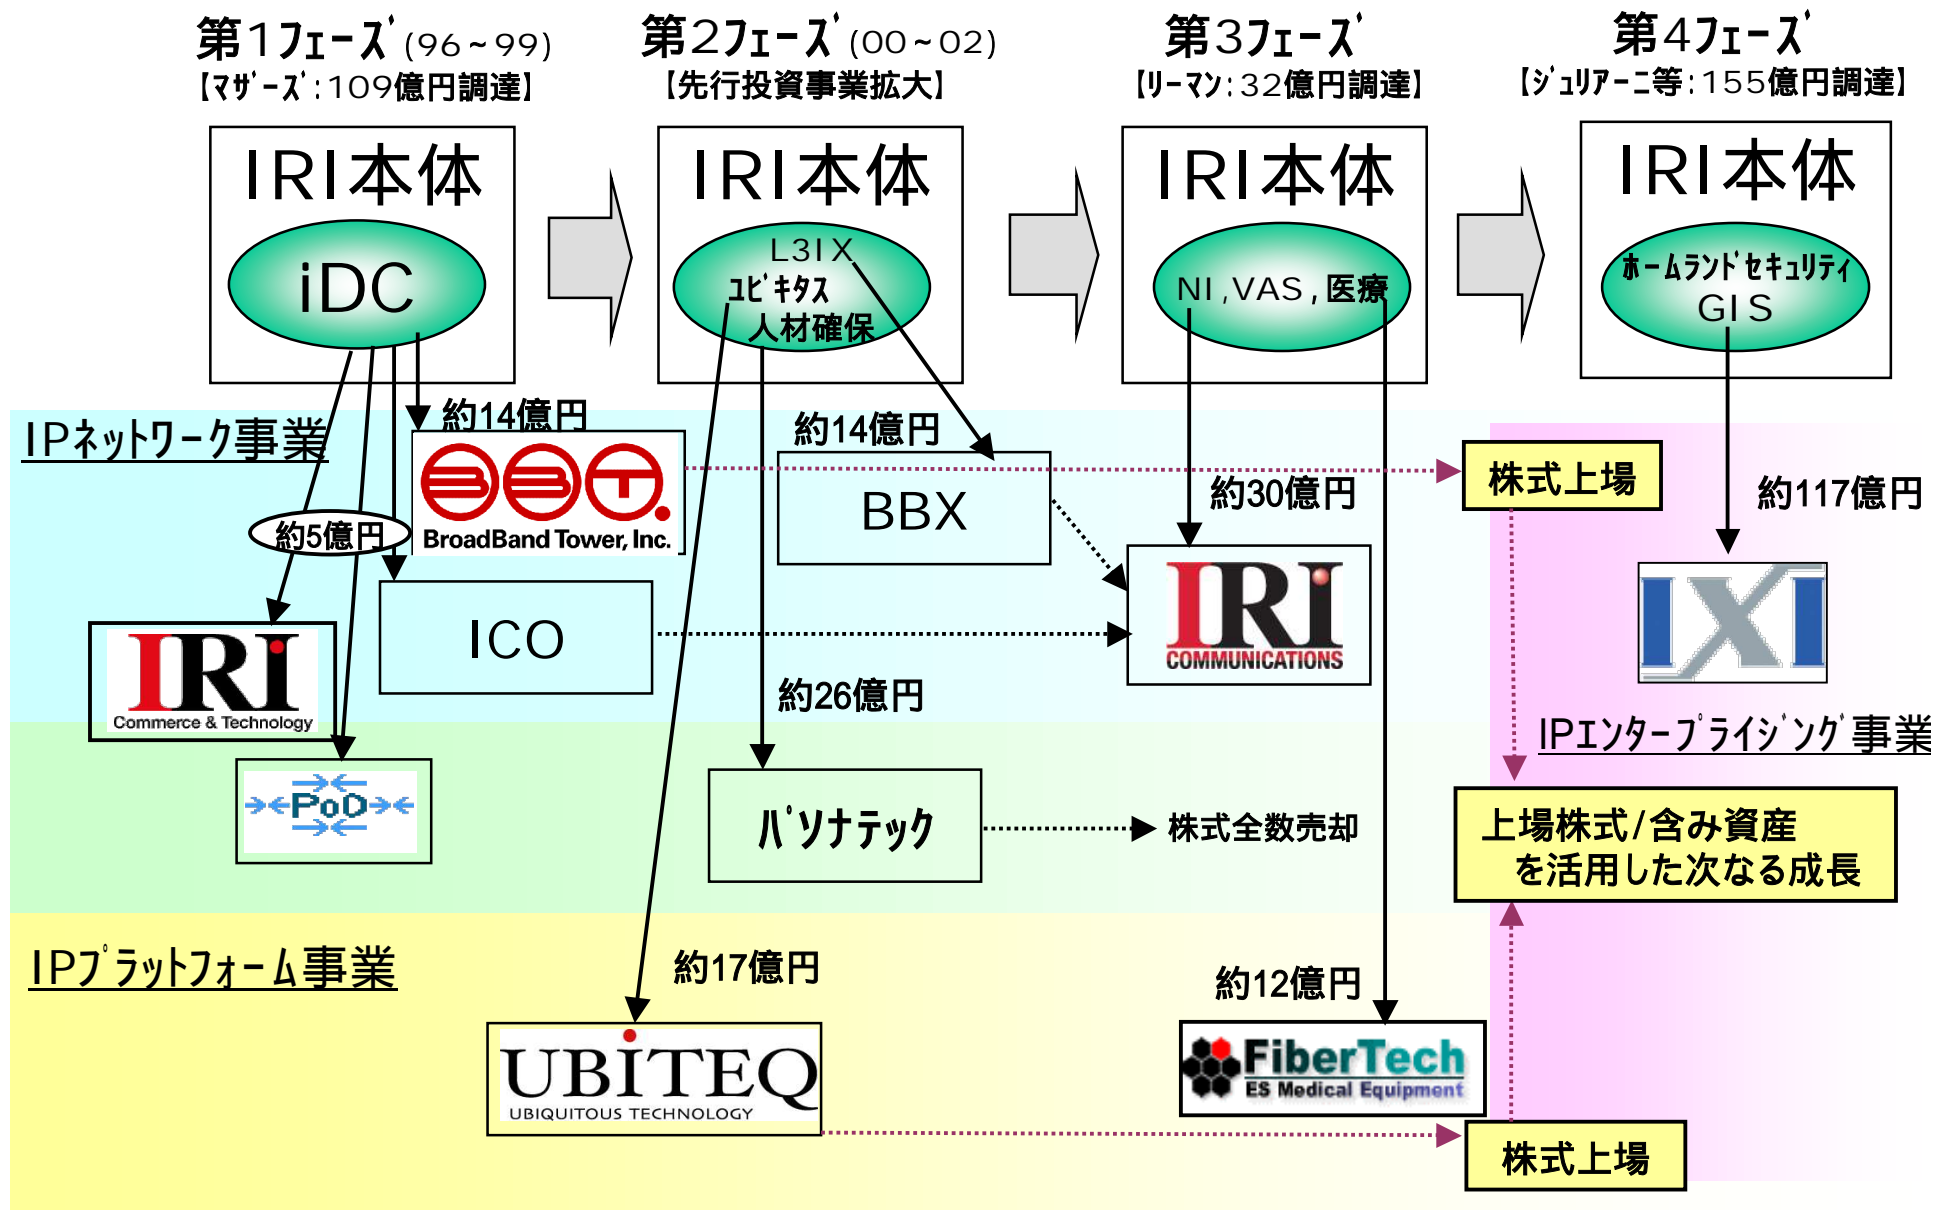 第1フェーズ(96~99)
【マザーズ:109億円調達】
第2フェーズ(00~02)
【先行投資事業拡大】
第3フェーズ
【リーマン:32億円調達】
第4フェーズ
【ジュリアーニ等:155億円調達】
IRI本体
iDC
IRI本体
L3IX
ユビキタス
人材確保
IRI本体
NI,VAS,医療
IRI本体
ホームランドセキュリティ
GIS
IPネットワーク事業
約14億円
BBT.
BroadBand Tower, Inc.
約14億円
BBX
約30億円
株式上場
約117億円
約5億円
ICO
IRI
COMMUNICATIONS
IXI
IRI
Commerce & Technology
約26億円
IPエンタープライジング事業
PoD
パソナテック
株式全数売却
上場株式/含み資産
を活用した次なる成長
IPプラットフォーム事業
約17億円
約12億円
UBiTEQ
UBIQUITOUS TECHNOLOGY
FiberTech
ES Medical Equipment
株式上場